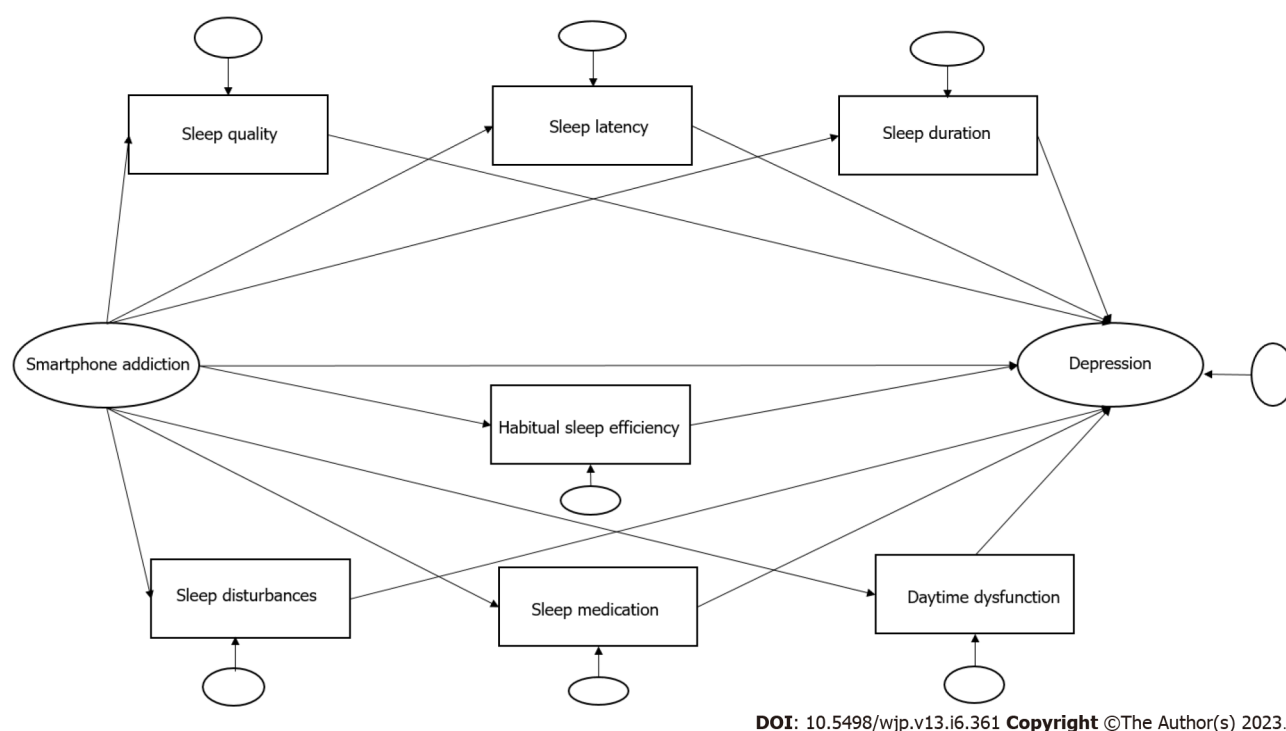 Sleep quality
Sleep latency
Sleep duration
Smartphone addiction
Depression
Habitual sleep efficiency
Sleep disturbances
Sleep medication
Daytime dysfunction
DOI: 10.5498/wjp.v13.i6.361 Copyright ©The Author(s) 2023.